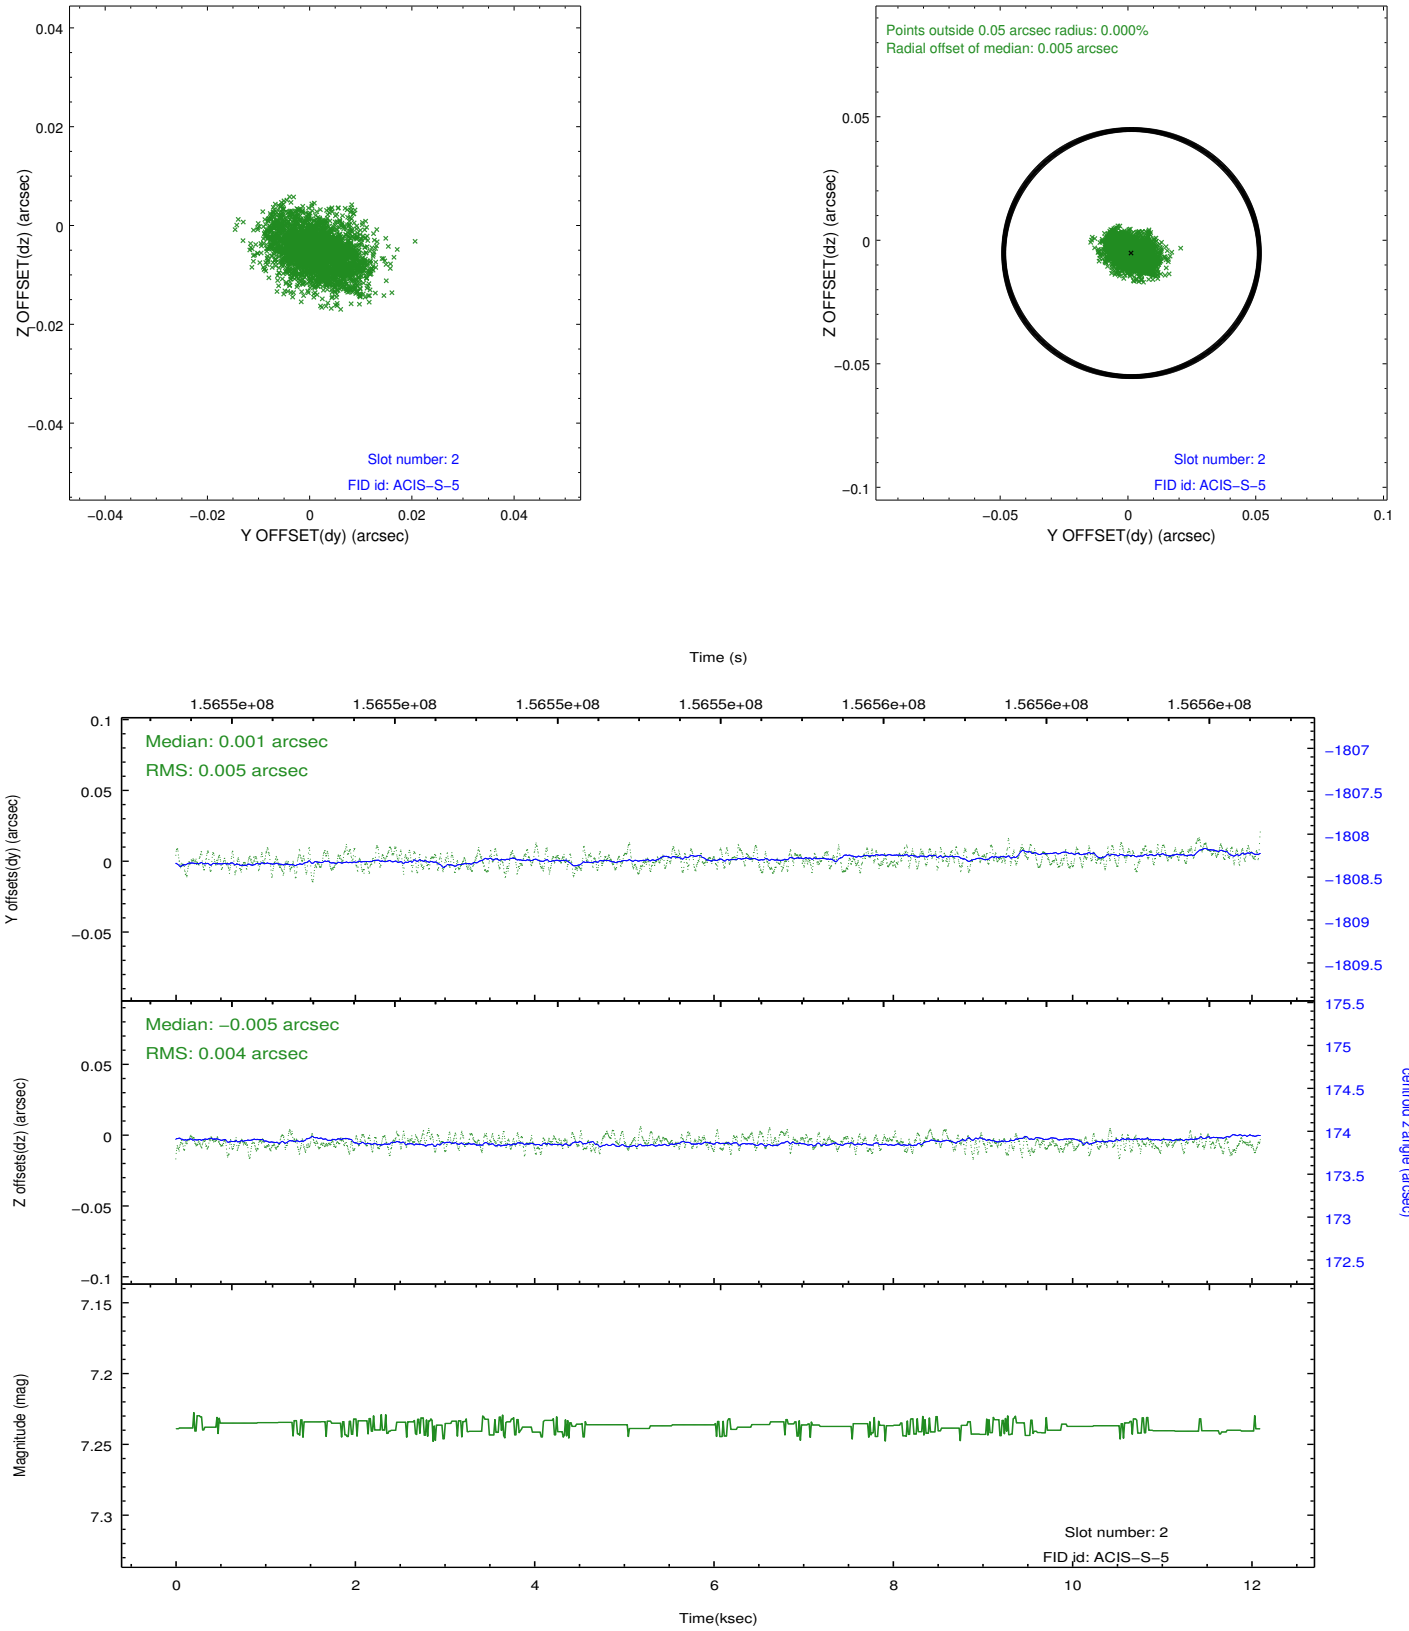 0.04
0.02
0
−0.02
−0.04
Z OFFSET(dz) (arcsec)
Slot number: 2
FID id: ACIS−S−5
−0.04
−0.02
0
0.02
0.04
Y OFFSET(dy) (arcsec)
Points outside 0.05 arcsec radius: 0.000%
Radial offset of median: 0.005 arcsec
0.05
0
−0.05
−0.1
Z OFFSET(dz) (arcsec)
Slot number: 2
FID id: ACIS−S−5
−0.05
0
0.05
0.1
Y OFFSET(dy) (arcsec)
Time (s)
1.5655e+08 1.5655e+08 1.5655e+08 1.5655e+08 1.5656e+08 1.5656e+08 1.5656e+08
Median: 0.001 arcsec
RMS: 0.005 arcsec
0.1
0.05
0
−0.05
Y offsets(dy) (arcsec)
−1807
−1807.5
−1808
−1808.5
−1809
−1809.5
Median: −0.005 arcsec
RMS: 0.004 arcsec
0.05
0
−0.05
−0.1
Z offsets(dz) (arcsec)
175.5
175
174.5
174
173.5
173
172.5
centroid z angle (arcsec)
7.15
7.2
7.25
7.3
Magnitude (mag)
Slot number: 2
FID id: ACIS−S−5
0 2 4 6 8 10 12
Time(ksec)